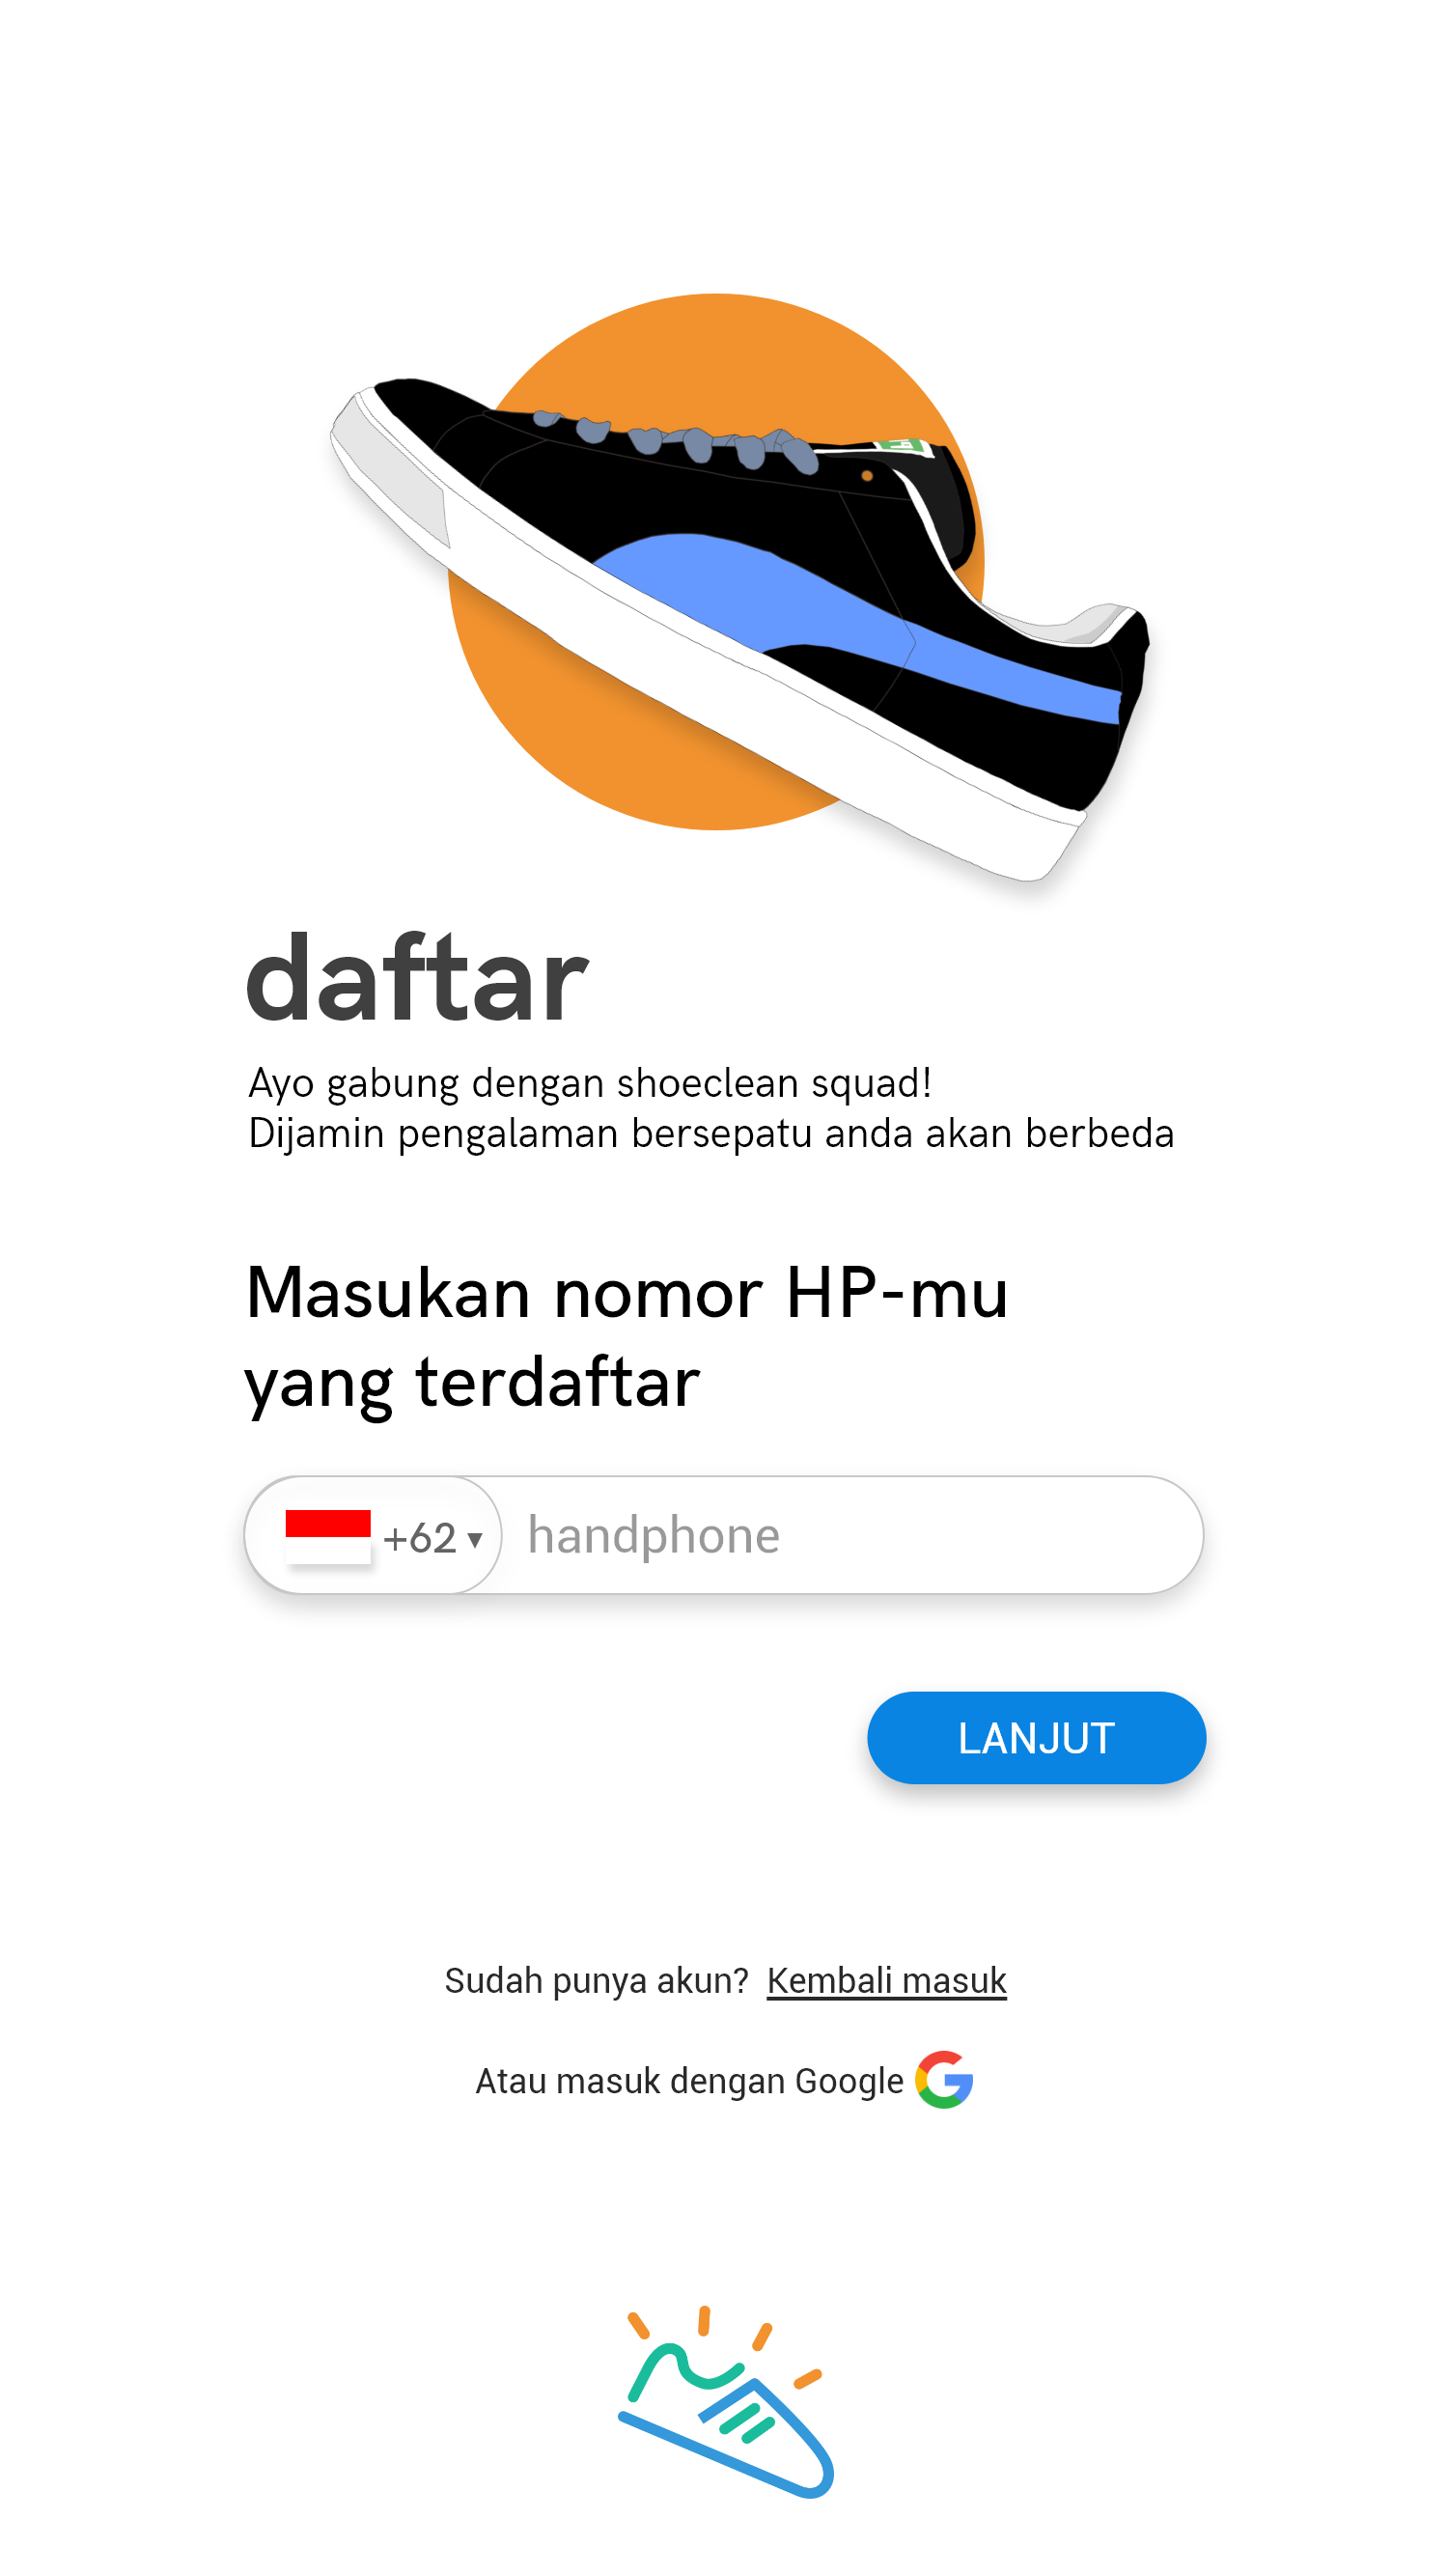 daftar
Ayo gabung dengan shoeclean squad!
Dijamin pengalaman bersepatu anda akan berbeda
Masukan nomor HP-mu
yang terdaftar
+62 ▾ handphone
LANJUT
Sudah punya akun? Kembali masuk
Atau masuk dengan Google